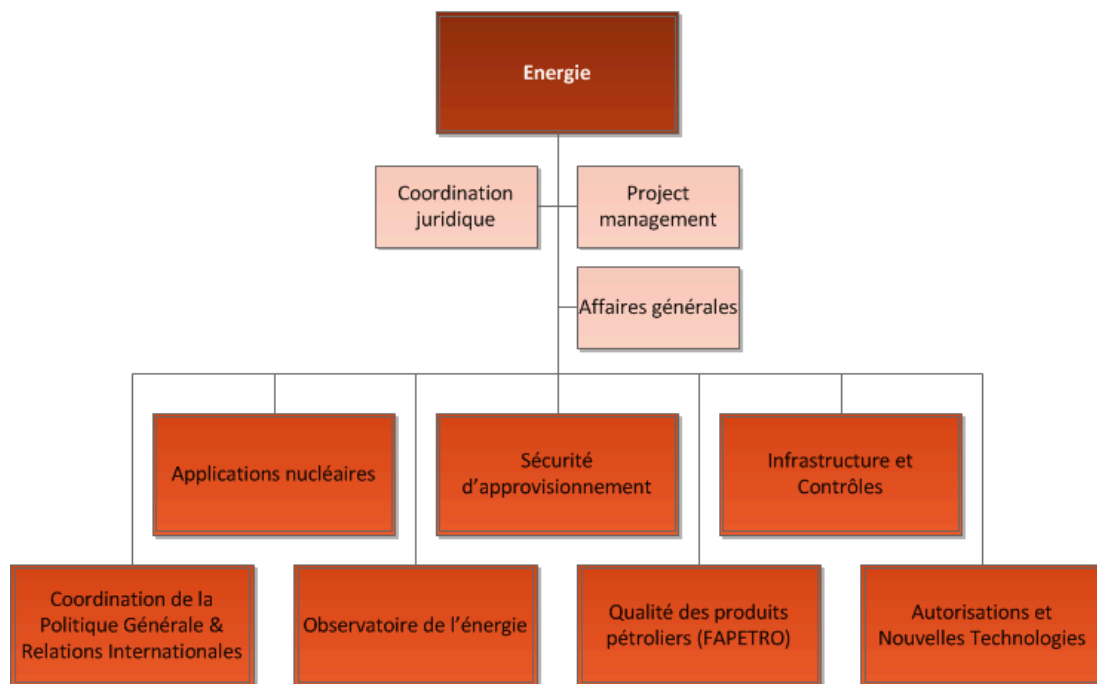 Energie
Coordination
juridique
Project
management
Affaires générales
Applications nucléaires
Sécurité
d’approvisionnement
Infrastructure et
Contrôles
Coordination de la
Politique Générale &
Relations Internationales
Observatoire de l’énergie
Qualité des produits
pétroliers (FAPETRO)
Autorisations et
Nouvelles Technologies